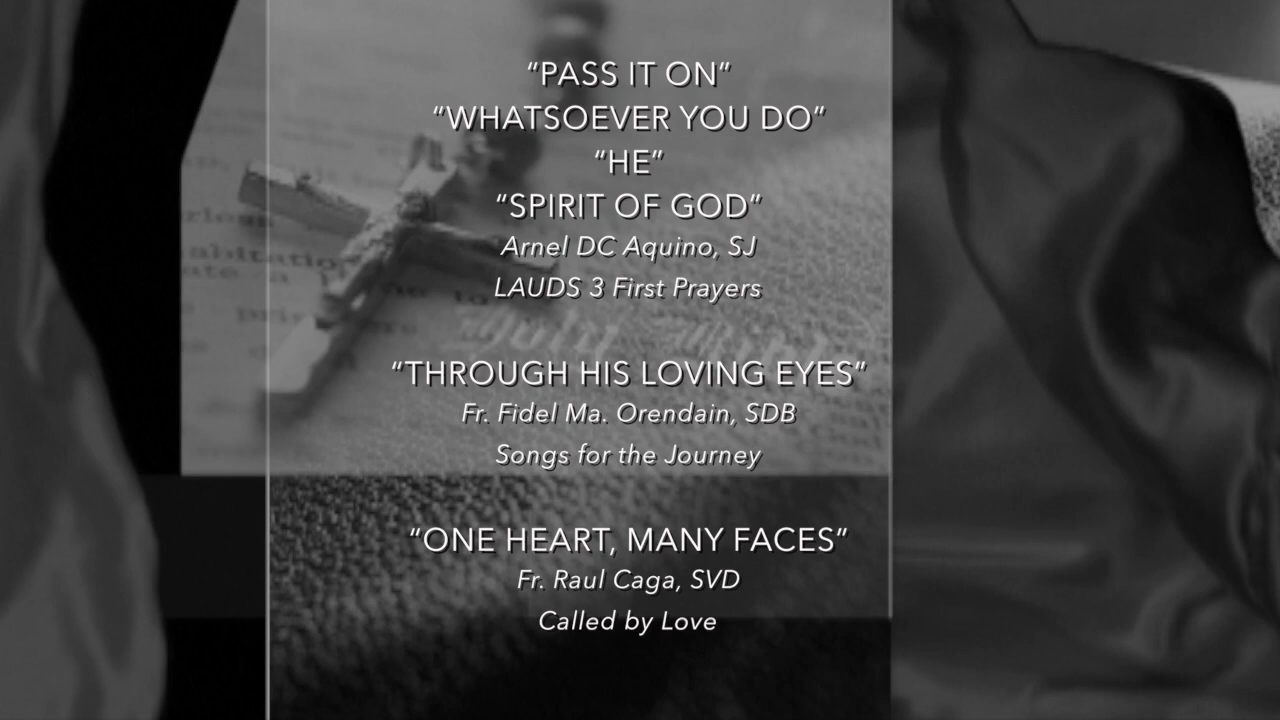 “PASS IT ON”
“WHATSOEVER YOU DO”
“HE”
“SPIRIT OF GOD”
Arnel DC Aquino, SJ
LAUDS 3 First Prayers
“THROUGH HIS LOVING EYES”
Fr. Fidel Ma. Orendain, SDB
Songs for the Journey
“ONE HEART, MANY FACES”
Fr. Raul Caga, SVD
Called by Love